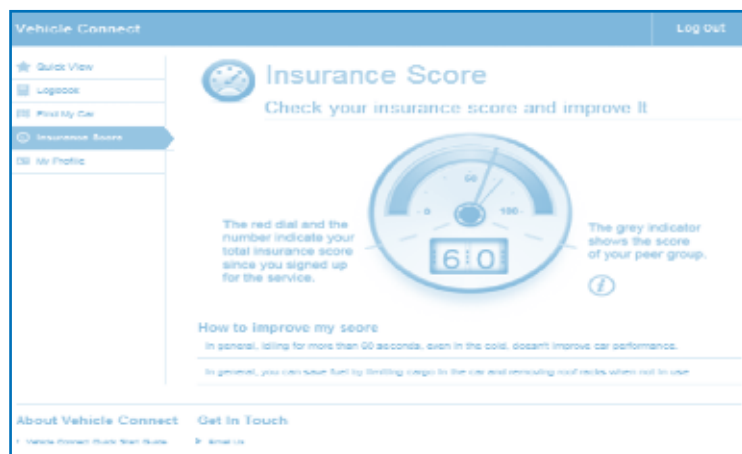 Vehicle Connect
Log Out
Quick View
Logbook
Find My Car
Insurance Score
My Profile
Insurance Score
Check your insurance score and improve it
50
0
100
60
The red dial and the
number indicate your
total insurance score
since you signed up
for the service.
The grey indicator
shows the score
of your peer group.
i
How to improve my score
In general, idling for more than 60 seconds, even in the cold, doesn't improve car performance.
In general, you can save fuel by limiting cargo in the car and removing roof racks when not in use
About Vehicle Connect
Get In Touch
Vehicle Connect Quick Start Guide
Email Us